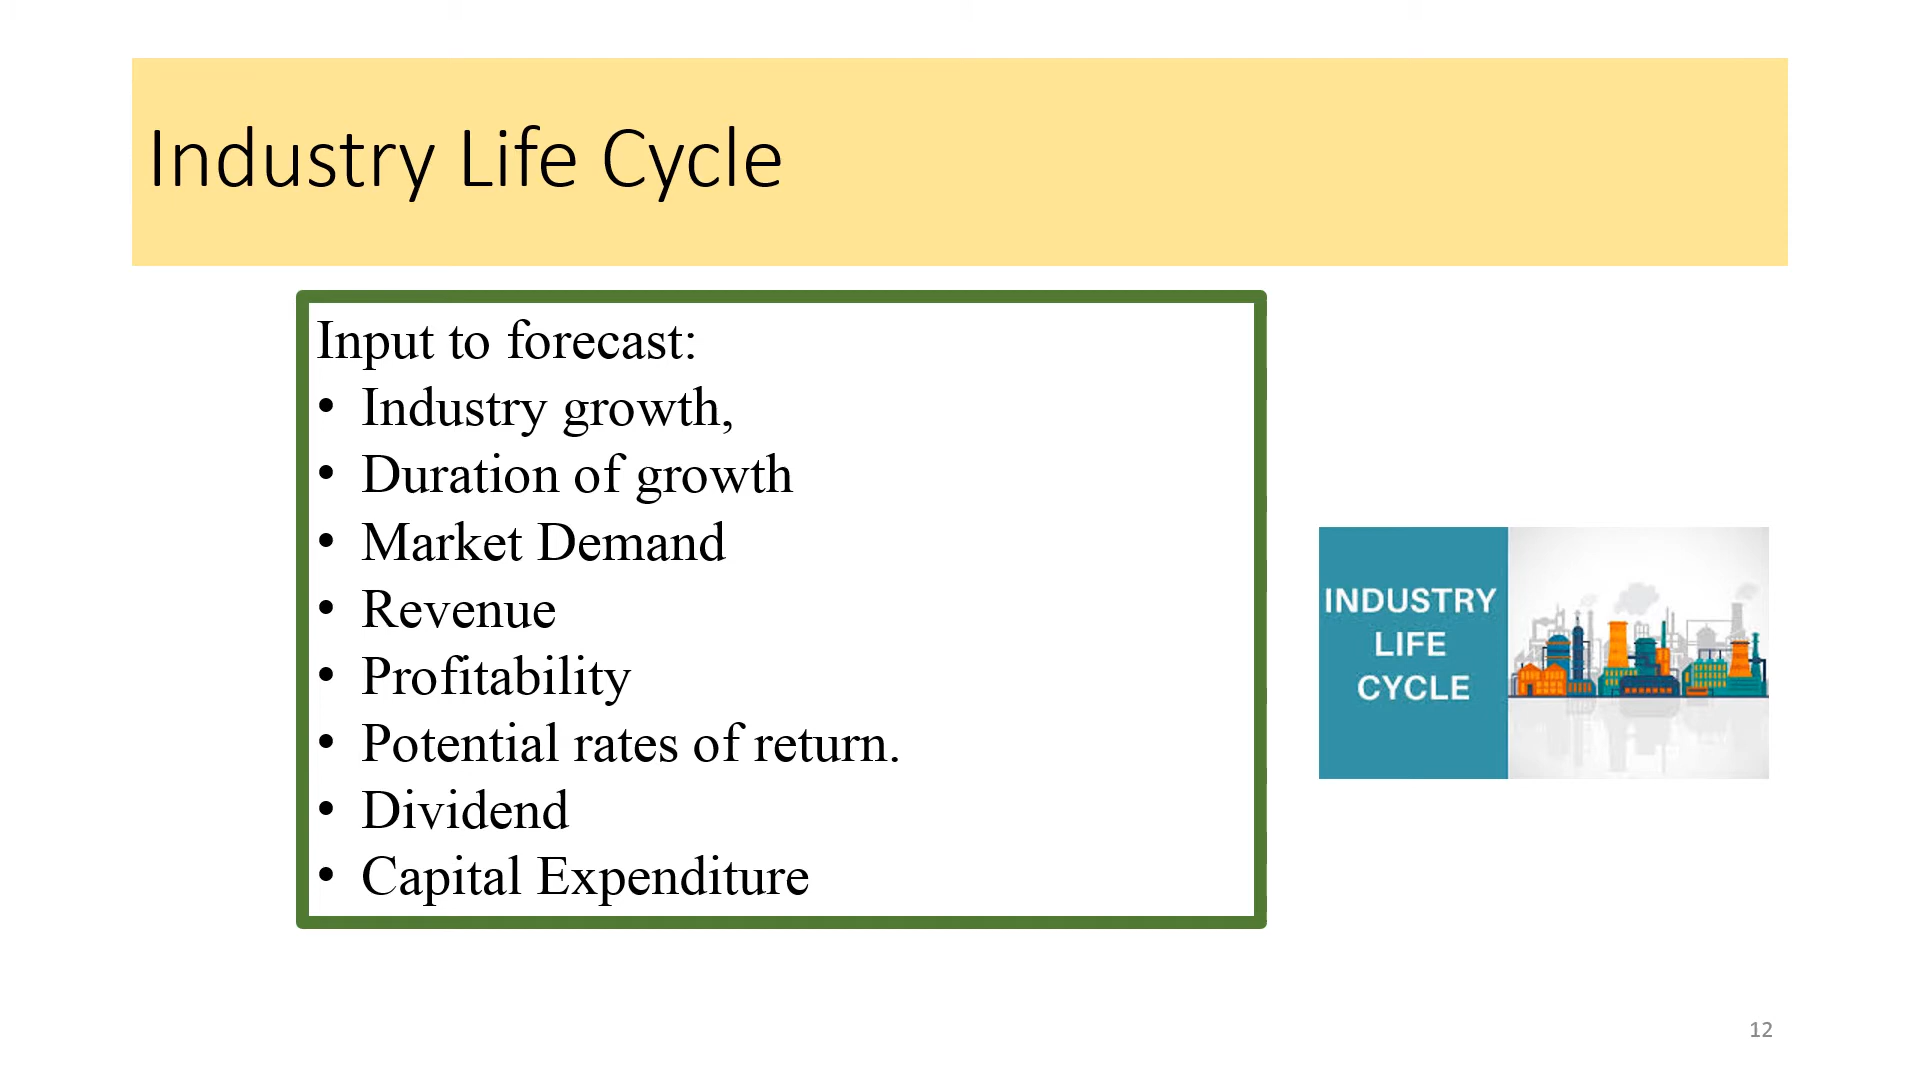 Industry Life Cycle
Input to forecast:
• Industry growth,
• Duration of growth
• Market Demand
• Revenue
• Profitability
• Potential rates of return.
• Dividend
• Capital Expenditure
INDUSTRY
LIFE
CYCLE
12